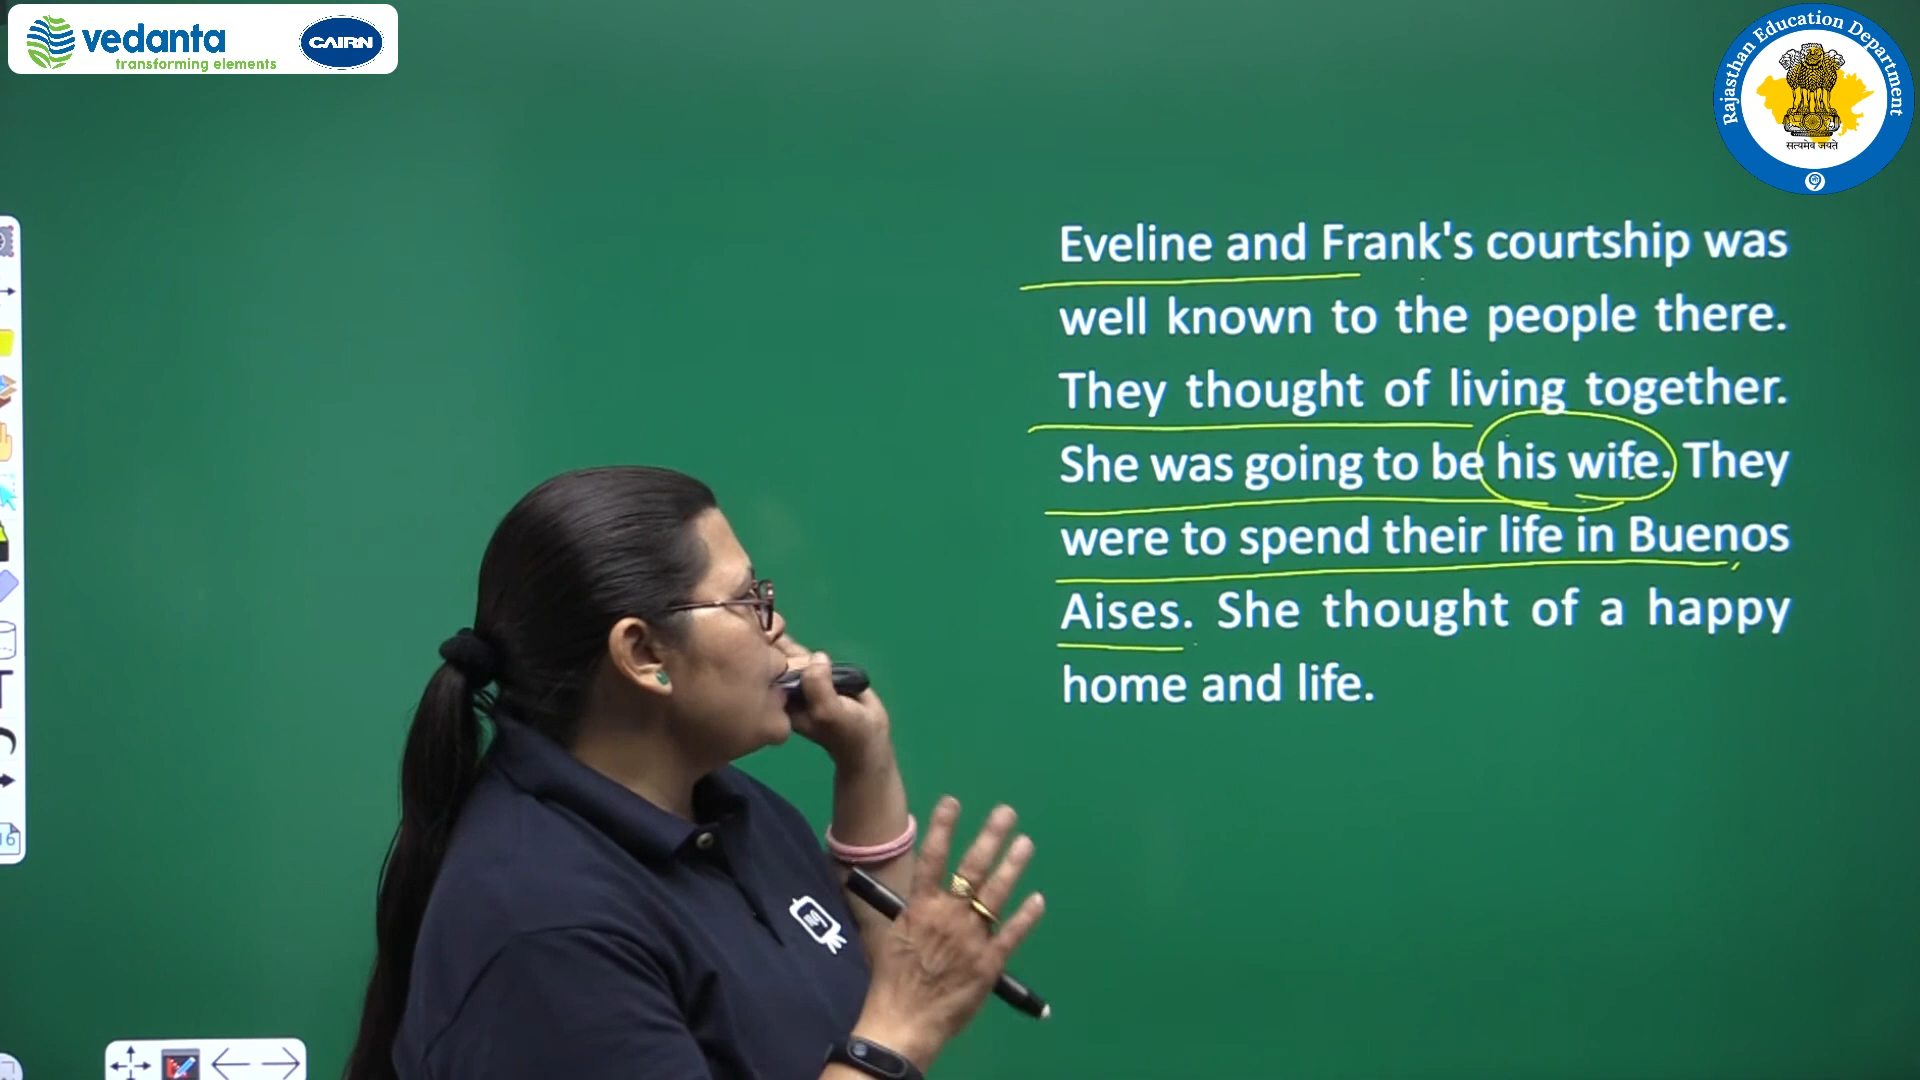 vedanta
transforming elements
CAIRN
Rajasthan Education Department
सत्यमेव जयते
Eveline and Frank's courtship was
well known to the people there.
They thought of living together.
She was going to be his wife. They
were to spend their life in Buenos
Aises. She thought of a happy
home and life.
T
16